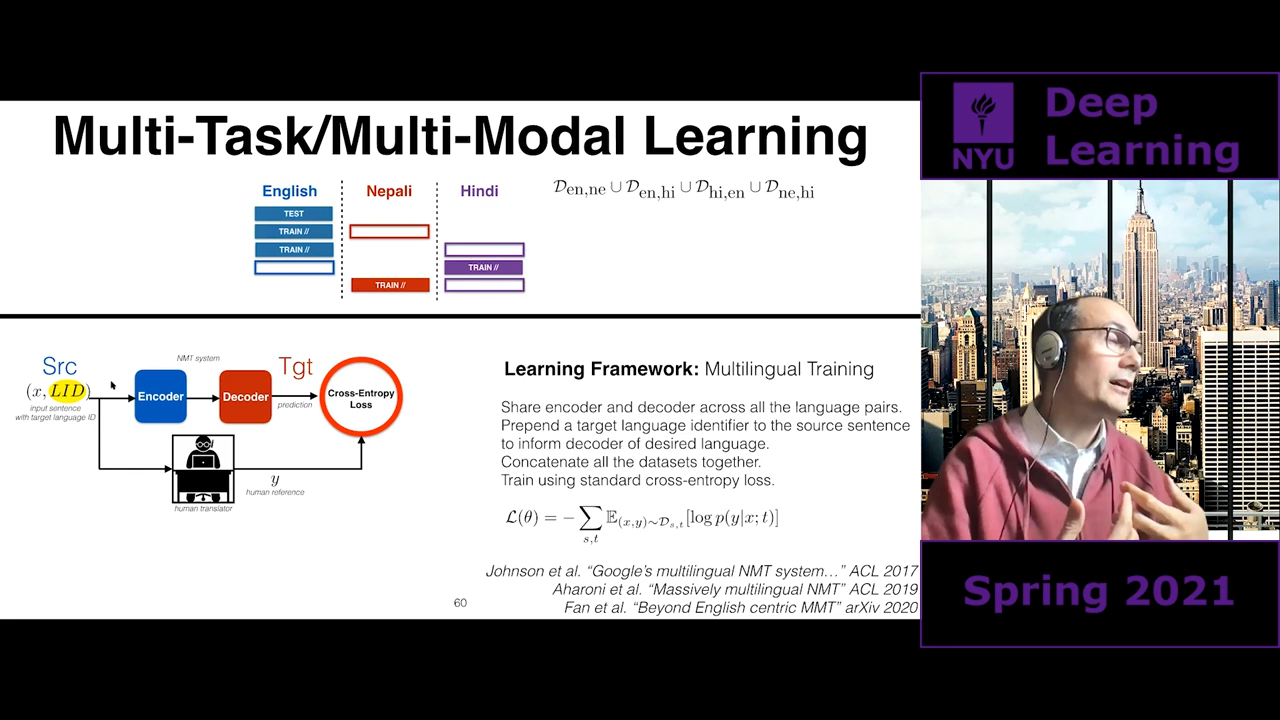 Multi-Task/Multi-Modal Learning
English
Nepali
Hindi
TEST
TRAIN //
TRAIN //
TRAIN //
TRAIN //
𝒟en,ne ∪ 𝒟en,hi ∪ 𝒟hi,en ∪ 𝒟ne,hi
Src
(x, LID)
input sentence
with target language ID
NMT system
Encoder
Decoder
Tgt
prediction
Cross-Entropy
Loss
y
human reference
human translator
Learning Framework: Multilingual Training
Share encoder and decoder across all the language pairs.
Prepend a target language identifier to the source sentence
to inform decoder of desired language.
Concatenate all the datasets together.
Train using standard cross-entropy loss.
ℒ(θ) = − ∑s,t 𝔼(x,y)∼𝒟s,t [log p(y|x; t)]
Johnson et al. “Google’s multilingual NMT system…” ACL 2017
Aharoni et al. “Massively multilingual NMT” ACL 2019
Fan et al. “Beyond English centric MMT” arXiv 2020
60
NYU
Deep
Learning
Spring 2021